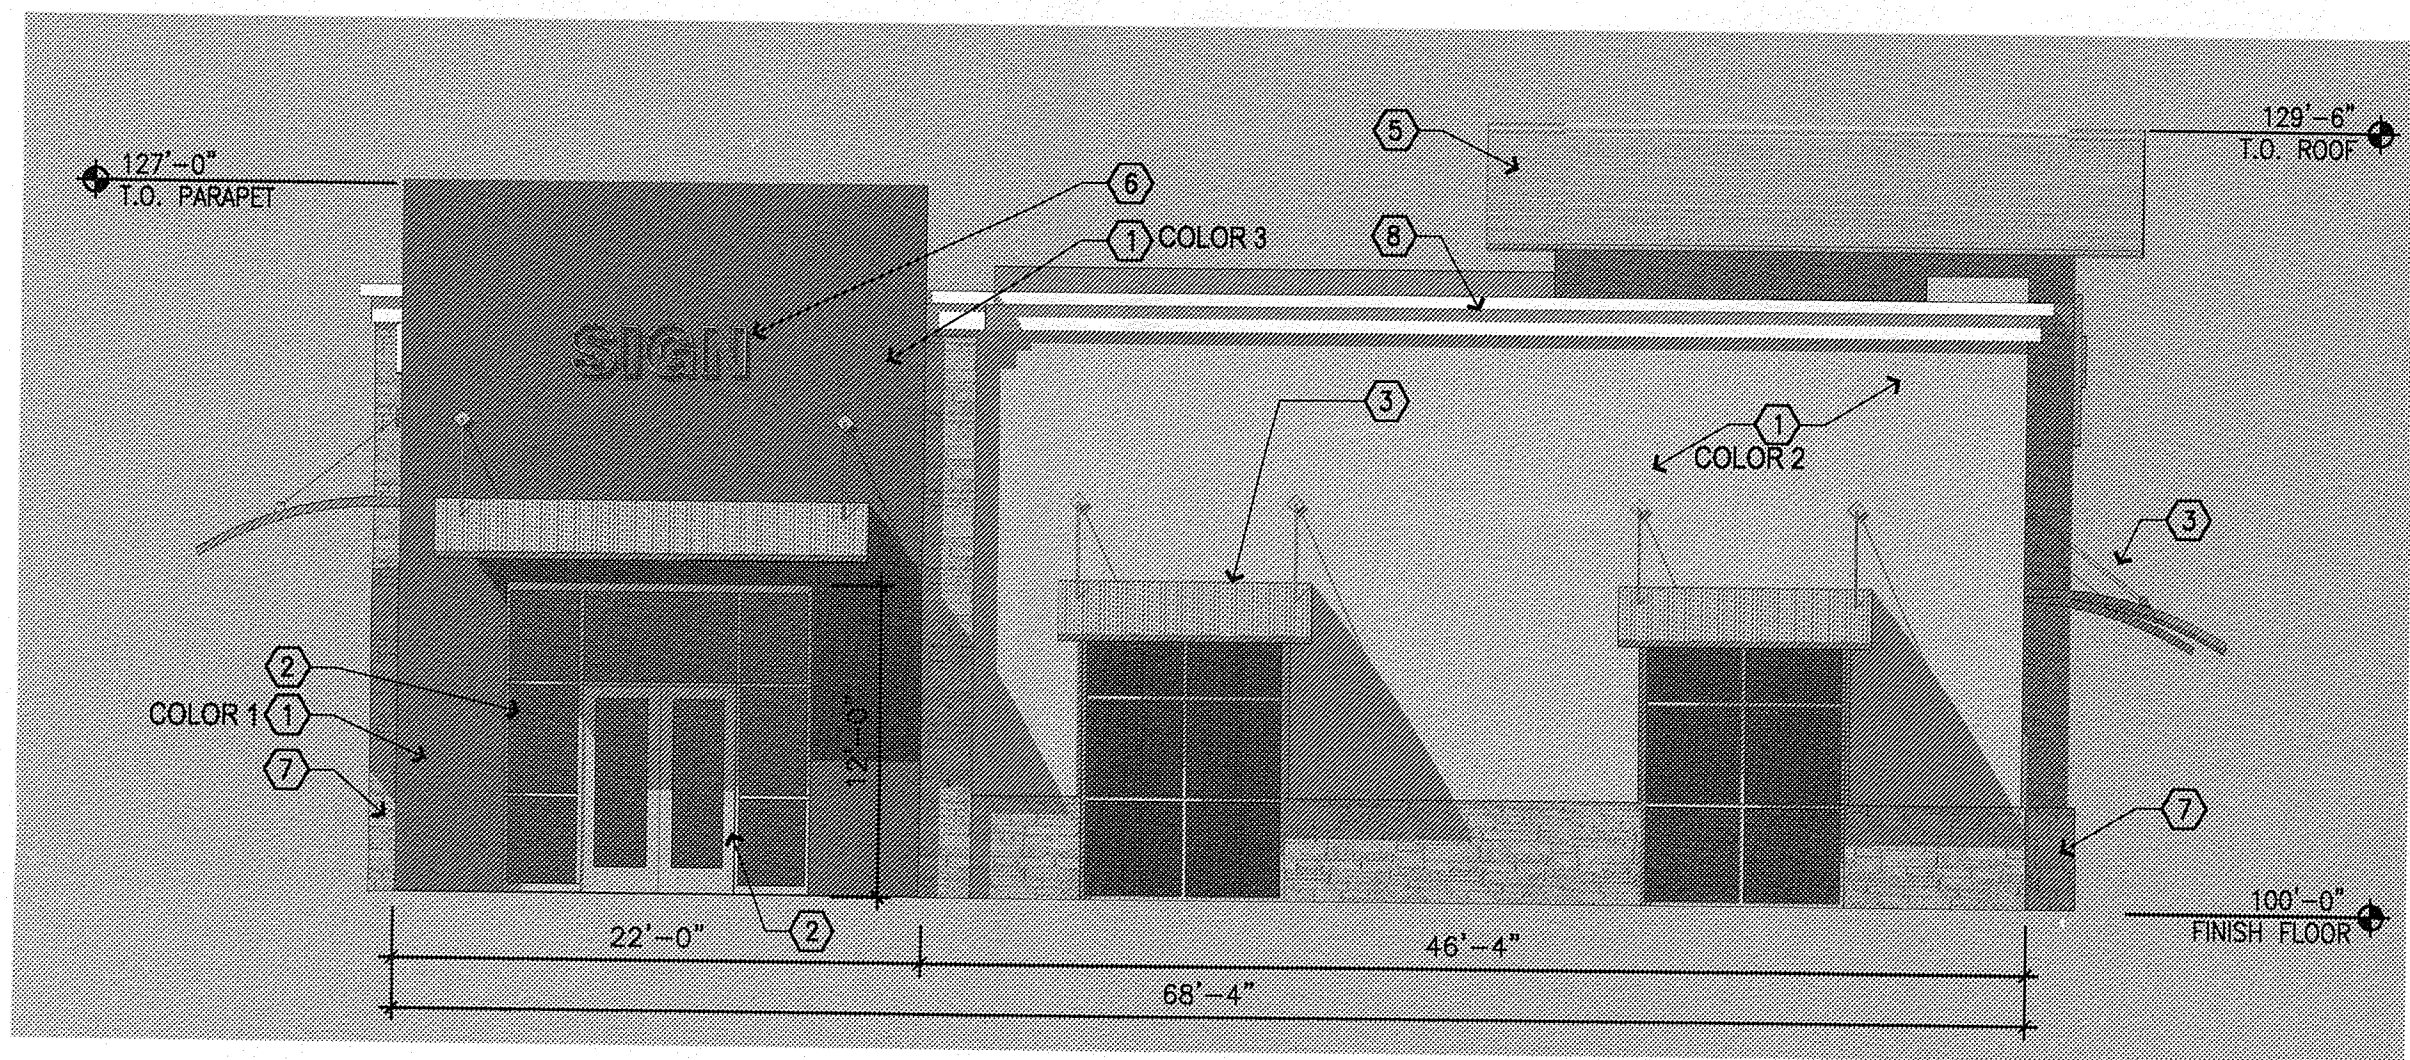 5
129'-6"
T.O. ROOF
127'-0"
T.O. PARAPET
6
1 COLOR 3
8
SIGN
3
1
COLOR 2
3
2
COLOR 1 1
7
12'-0"
7
2
100'-0"
FINISH FLOOR
22'-0"
46'-4"
68'-4"